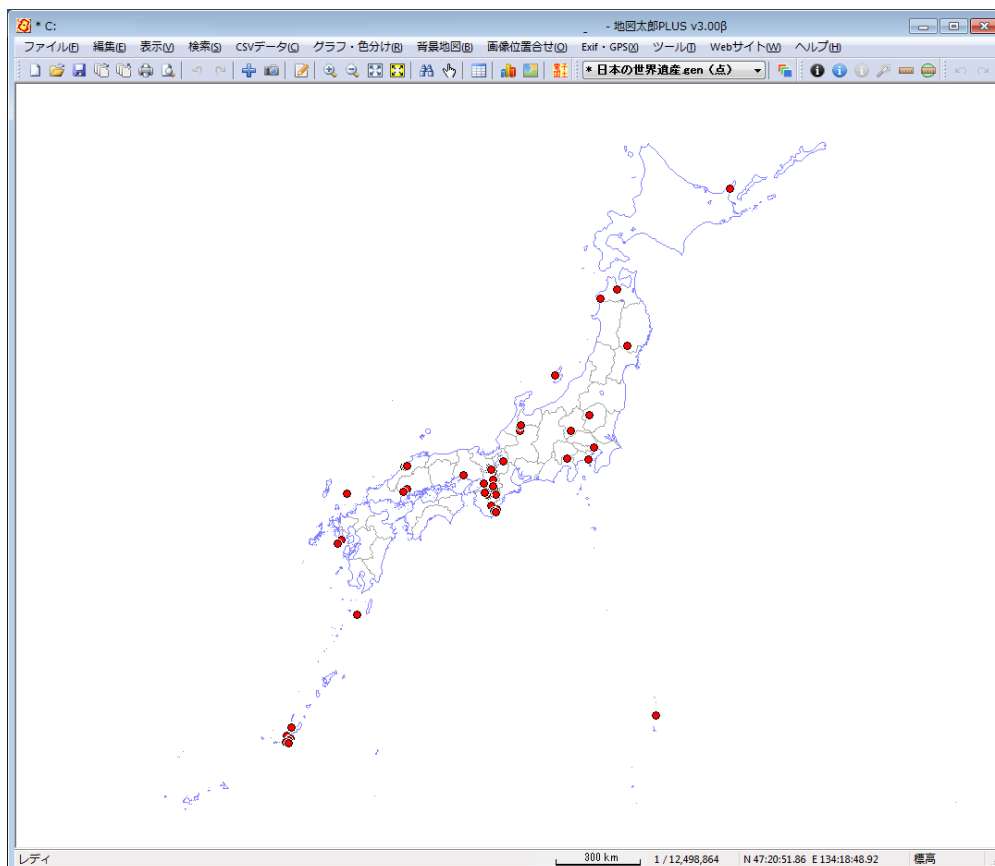 * C: _ - 地図太郎PLUS v3.00β
ファイル(F) 編集(E) 表示(V) 検索(S) CSVデータ(C) グラフ・色分け(R) 背景地図(B) 画像位置合せ(O) Exif・GPS(X) ツール(T) Webサイト(W) ヘルプ(H)
* 日本の世界遺産.gen（点）
レディ 300 km 1 / 12,498,864 N 47:20:51.86 E 134:18:48.92 標高